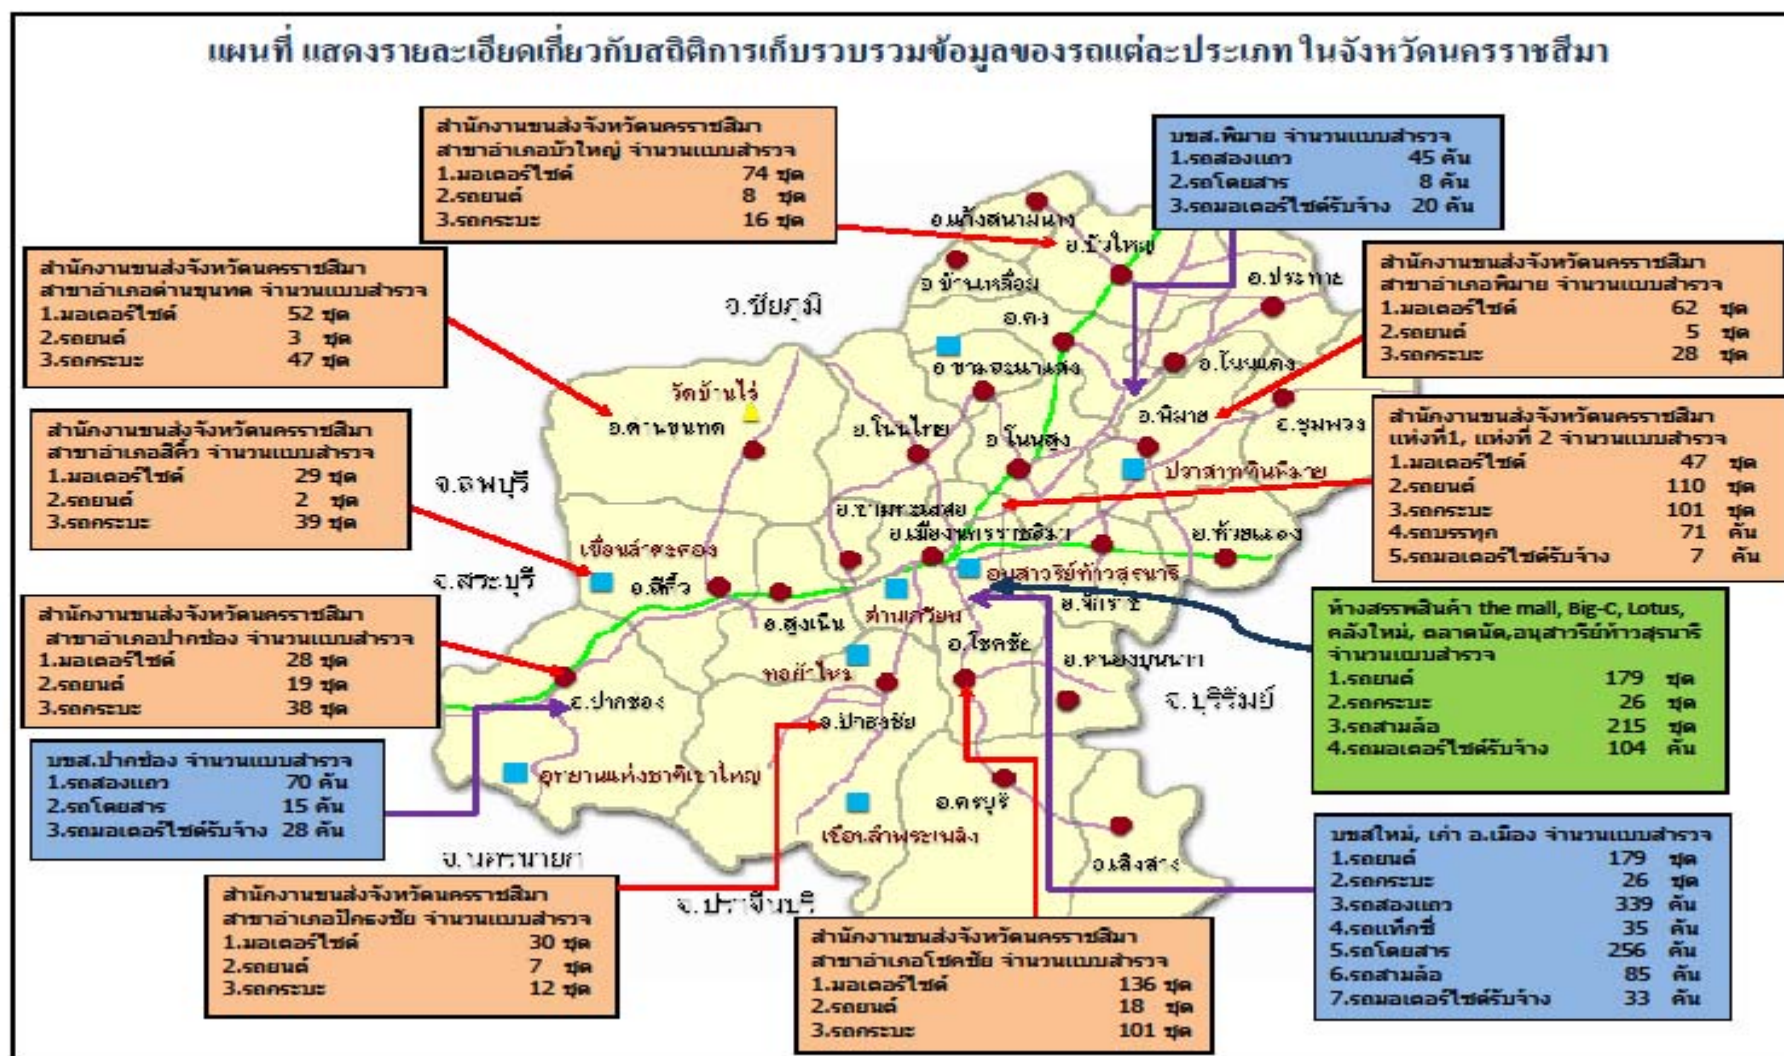 แผนที่ แสดงรายละเอียดเกี่ยวกับสถิติการเก็บรวบรวมข้อมูลของรถแต่ละประเภท ในจังหวัดนครราชสีมา
สำนักงานขนส่งจังหวัดนครราชสีมา
สาขาอำเภอบัวใหญ่ จำนวนแบบสำรวจ
1.มอเตอร์ไซด์ 74 ชุด
2.รถยนต์ 8 ชุด
3.รถกระบะ 16 ชุด
บขส.พิมาย จำนวนแบบสำรวจ
1.รถสองแถว 45 คัน
2.รถโดยสาร 8 คัน
3.รถมอเตอร์ไซด์รับจ้าง 20 คัน
สำนักงานขนส่งจังหวัดนครราชสีมา
สาขาอำเภอด่านขุนทด จำนวนแบบสำรวจ
1.มอเตอร์ไซด์ 52 ชุด
2.รถยนต์ 3 ชุด
3.รถกระบะ 47 ชุด
สำนักงานขนส่งจังหวัดนครราชสีมา
สาขาอำเภอพิมาย จำนวนแบบสำรวจ
1.มอเตอร์ไซด์ 62 ชุด
2.รถยนต์ 5 ชุด
3.รถกระบะ 28 ชุด
สำนักงานขนส่งจังหวัดนครราชสีมา
สาขาอำเภอสีคิ้ว จำนวนแบบสำรวจ
1.มอเตอร์ไซด์ 29 ชุด
2.รถยนต์ 2 ชุด
3.รถกระบะ 39 ชุด
สำนักงานขนส่งจังหวัดนครราชสีมา
แห่งที่1, แห่งที่ 2 จำนวนแบบสำรวจ
1.มอเตอร์ไซด์ 47 ชุด
2.รถยนต์ 110 ชุด
3.รถกระบะ 101 ชุด
4.รถบรรทุก 71 คัน
5.รถมอเตอร์ไซด์รับจ้าง 7 คัน
สำนักงานขนส่งจังหวัดนครราชสีมา
สาขาอำเภอปากช่อง จำนวนแบบสำรวจ
1.มอเตอร์ไซด์ 28 ชุด
2.รถยนต์ 19 ชุด
3.รถกระบะ 38 ชุด
ห้างสรรพสินค้า the mall, Big-C, Lotus,
คลังใหม่, ตลาดนัด,อนุสาวรีย์ท้าวสุรนารี
จำนวนแบบสำรวจ
1.รถยนต์ 179 ชุด
2.รถกระบะ 26 ชุด
3.รถสามล้อ 215 ชุด
4.รถมอเตอร์ไซด์รับจ้าง 104 คัน
บขส.ปากช่อง จำนวนแบบสำรวจ
1.รถสองแถว 70 คัน
2.รถโดยสาร 15 คัน
3.รถมอเตอร์ไซด์รับจ้าง 28 คัน
บขสใหม่, เก่า อ.เมือง จำนวนแบบสำรวจ
1.รถยนต์ 179 ชุด
2.รถกระบะ 26 ชุด
3.รถสองแถว 339 คัน
4.รถแท็กซี่ 35 คัน
5.รถโดยสาร 256 คัน
6.รถสามล้อ 85 คัน
7.รถมอเตอร์ไซด์รับจ้าง 33 คัน
สำนักงานขนส่งจังหวัดนครราชสีมา
สาขาอำเภอปักธงชัย จำนวนแบบสำรวจ
1.มอเตอร์ไซด์ 30 ชุด
2.รถยนต์ 7 ชุด
3.รถกระบะ 12 ชุด
สำนักงานขนส่งจังหวัดนครราชสีมา
สาขาอำเภอโชคชัย จำนวนแบบสำรวจ
1.มอเตอร์ไซด์ 136 ชุด
2.รถยนต์ 18 ชุด
3.รถกระบะ 101 ชุด
อ.แก้งสนามนาง
อ.บัวใหญ่
อ.บ้านเหลื่อม
อ.ประทาย
จ.ชัยภูมิ
อ.คง
อ.ขามสะแกแสง
อ.โนนแดง
วัดบ้านไร่
อ.ด่านขุนทด
อ.โนนไทย
อ.โนนสูง
อ.พิมาย
อ.ชุมพวง
ปราสาทหินพิมาย
จ.ลพบุรี
อ.ขามทะเลสอ
อ.เมืองนครราชสีมา
อ.ห้วยแถลง
เขื่อนลำตะคอง
จ.สระบุรี
อ.สีคิ้ว
อนุสาวรีย์ท้าวสุรนารี
อ.จักราช
อ.สูงเนิน
ด่านเกวียน
อ.โชคชัย
อ.หนองบุนนาก
ทอผ้าไหม
จ.บุรีรัมย์
อ.ปากช่อง
อ.ปักธงชัย
อุทยานแห่งชาติเขาใหญ่
อ.ครบุรี
เขื่อนลำพระเพลิง
อ.เสิงสาง
จ.นครนายก
จ.ปราจีนบุรี